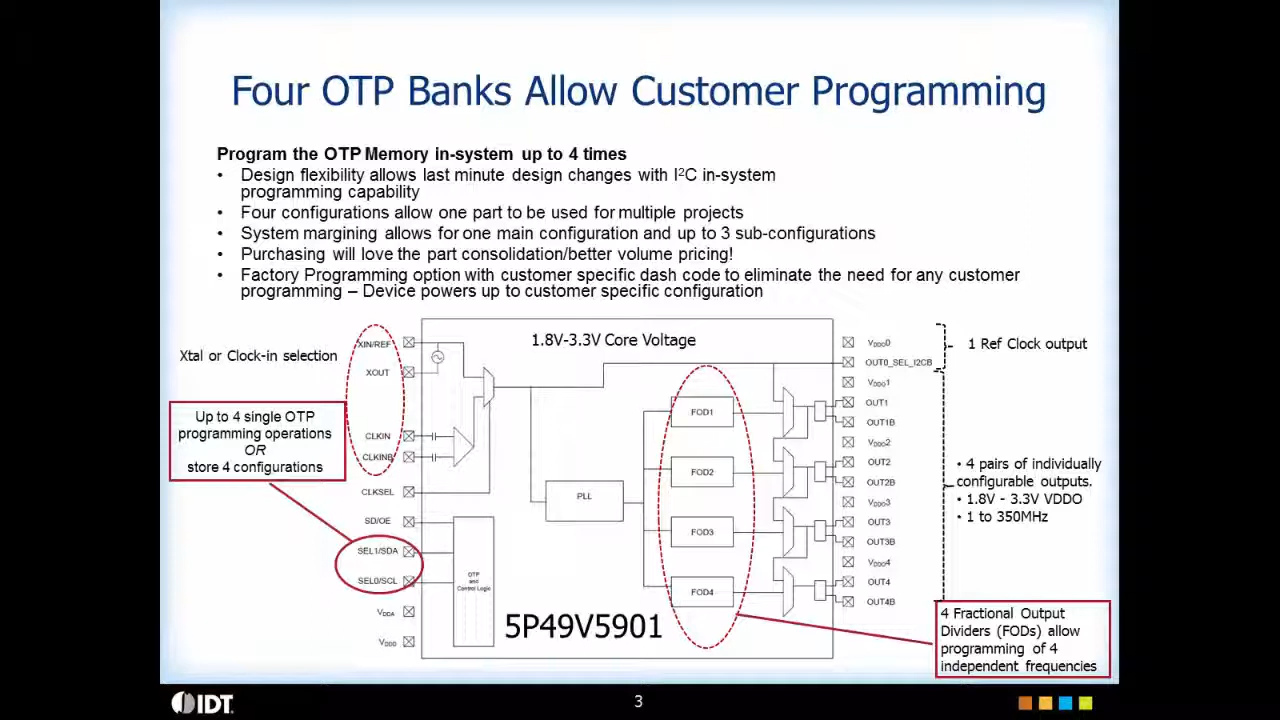 Four OTP Banks Allow Customer Programming
Program the OTP Memory in-system up to 4 times
• Design flexibility allows last minute design changes with I²C in-system
programming capability
• Four configurations allow one part to be used for multiple projects
• System margining allows for one main configuration and up to 3 sub-configurations
• Purchasing will love the part consolidation/better volume pricing!
• Factory Programming option with customer specific dash code to eliminate the need for any customer
programming – Device powers up to customer specific configuration
Xtal or Clock-in selection
Up to 4 single OTP
programming operations
OR
store 4 configurations
XIN/REF
XOUT
CLKIN
CLKINB
CLKSEL
SD/OE
SEL1/SDA
SEL0/SCL
VDDA
VDDD
1.8V-3.3V Core Voltage
PLL
OTP
and
Control Logic
FOD1
FOD2
FOD3
FOD4
5P49V5901
VDDO0
OUT0_SEL_I2CB
VDDO1
OUT1
OUT1B
VDDO2
OUT2
OUT2B
VDDO3
OUT3
OUT3B
VDDO4
OUT4
OUT4B
1 Ref Clock output
• 4 pairs of individually
configurable outputs.
• 1.8V - 3.3V VDDO
• 1 to 350MHz
4 Fractional Output
Dividers (FODs) allow
programming of 4
independent frequencies
IDT
3